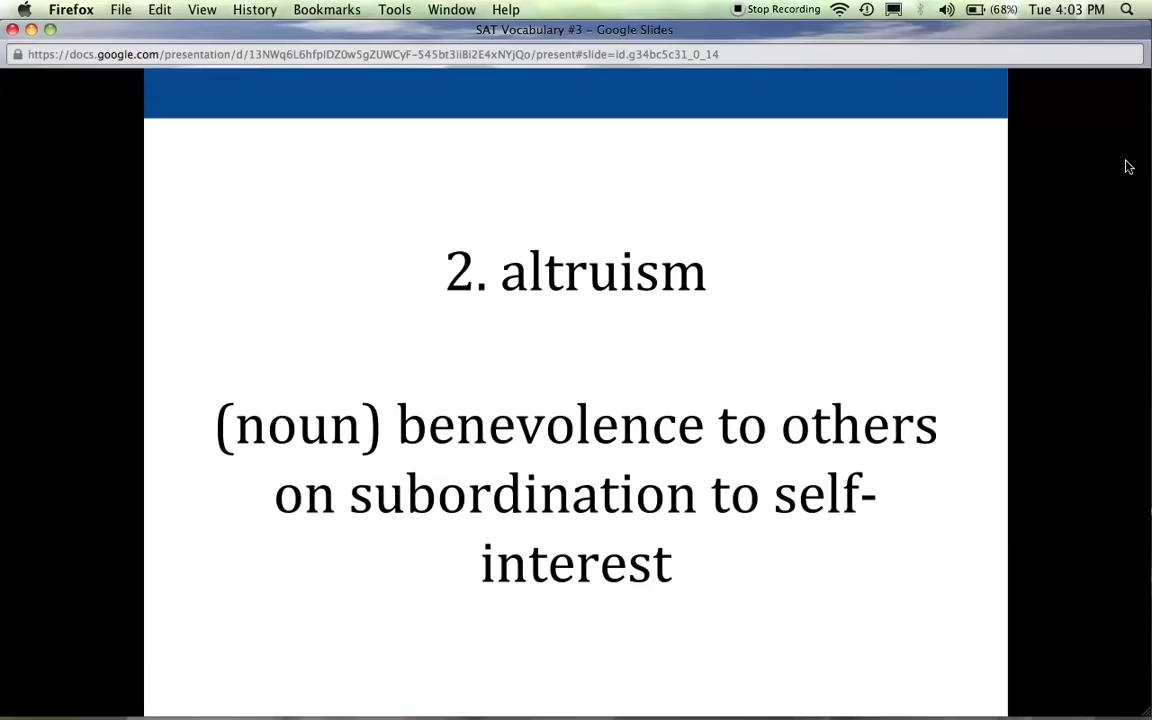 Firefox File Edit View History Bookmarks Tools Window Help Stop Recording (68%) Tue 4:03 PM
SAT Vocabulary #3 – Google Slides
https://docs.google.com/presentation/d/13NWq6L6hfpIDZ0wSgZUWCyF-545bt3iiBi2E4xNYjQo/present#slide=id.g34bc5c31_0_14
2. altruism
(noun) benevolence to others
on subordination to self-
interest